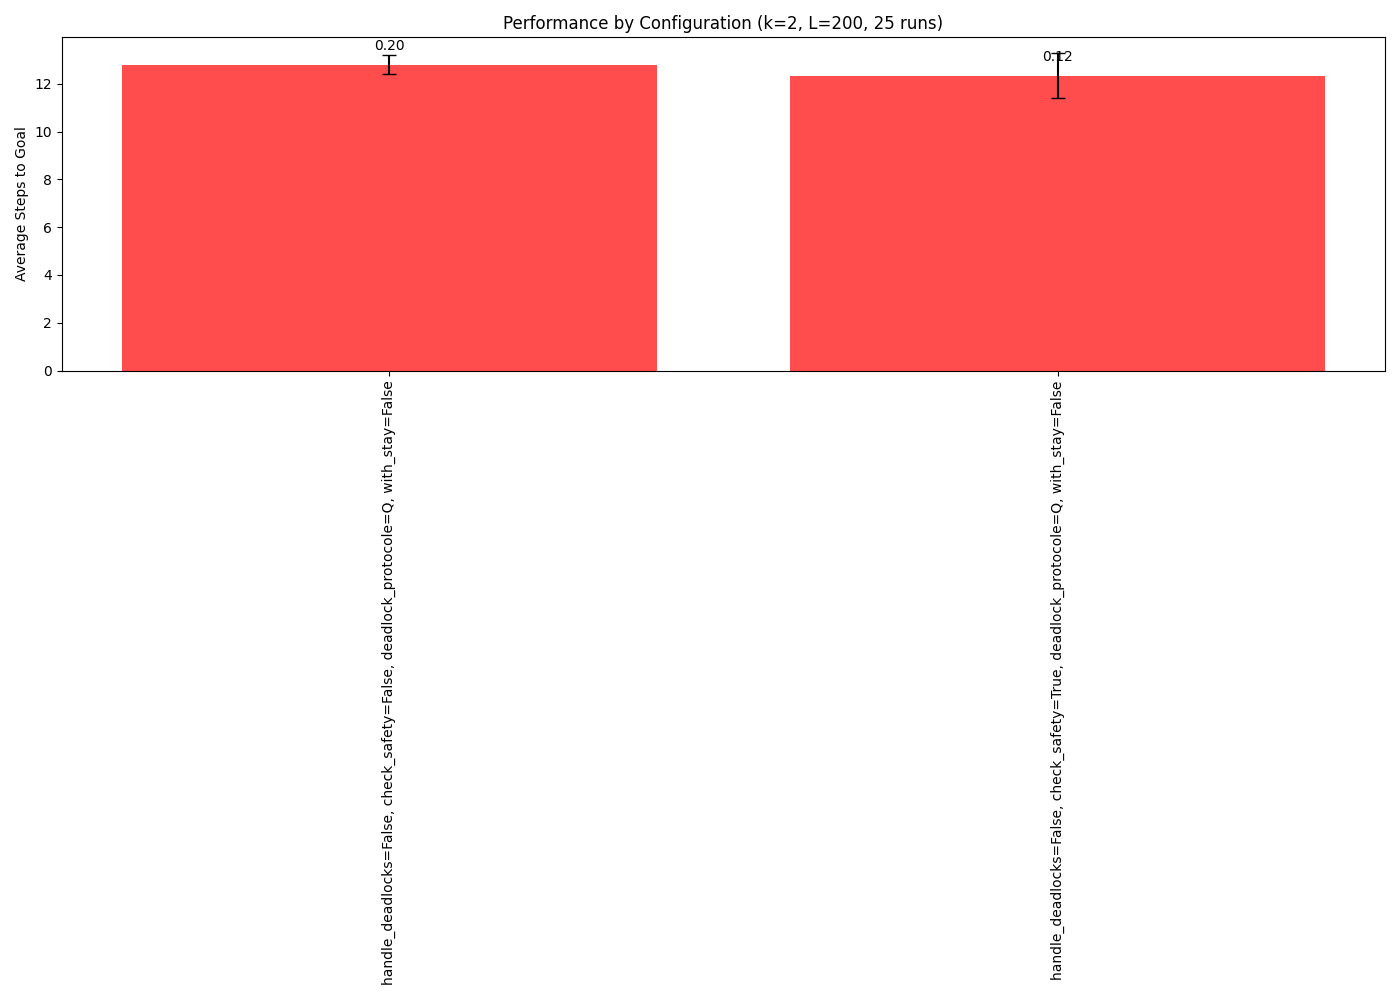 Performance by Configuration (k=2, L=200, 25 runs)
0.20
0.12
Average Steps to Goal
12
10
8
6
4
2
0
handle_deadlocks=False, check_safety=False, deadlock_protocole=Q, with_stay=False
handle_deadlocks=False, check_safety=True, deadlock_protocole=Q, with_stay=False